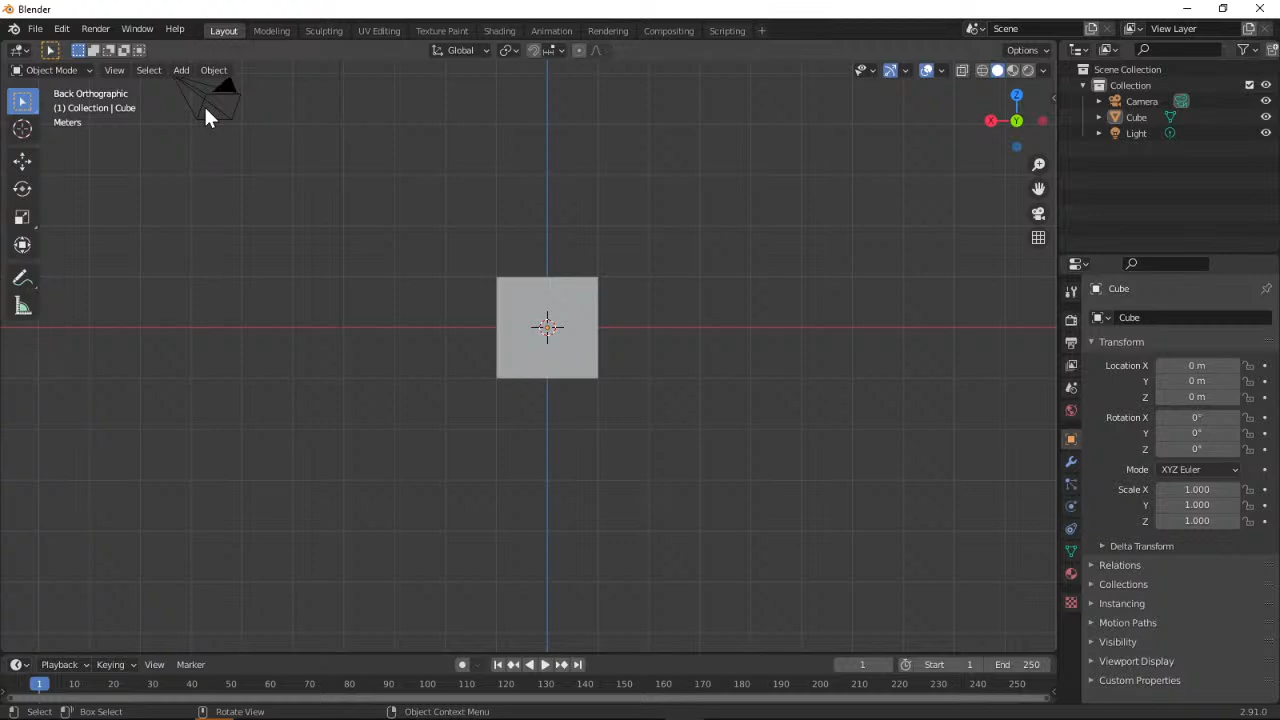 Blender
File Edit Render Window Help Layout Modeling Sculpting UV Editing Texture Paint Shading Animation Rendering Compositing Scripting + Scene View Layer
Global Options
Object Mode View Select Add Object
Back Orthographic
(1) Collection | Cube
Meters
Z
X Y
Scene Collection
Collection
Camera
Cube
Light
Cube
Cube
Transform
Location X 0 m
Y 0 m
Z 0 m
Rotation X 0°
Y 0°
Z 0°
Mode XYZ Euler
Scale X 1.000
Y 1.000
Z 1.000
Delta Transform
Relations
Collections
Instancing
Motion Paths
Visibility
Viewport Display
Custom Properties
Playback Keying View Marker 1 Start 1 End 250
1 10 20 30 40 50 60 70 80 90 100 110 120 130 140 150 160 170 180 190 200 210 220 230 240 250
Select Box Select Rotate View Object Context Menu 2.91.0